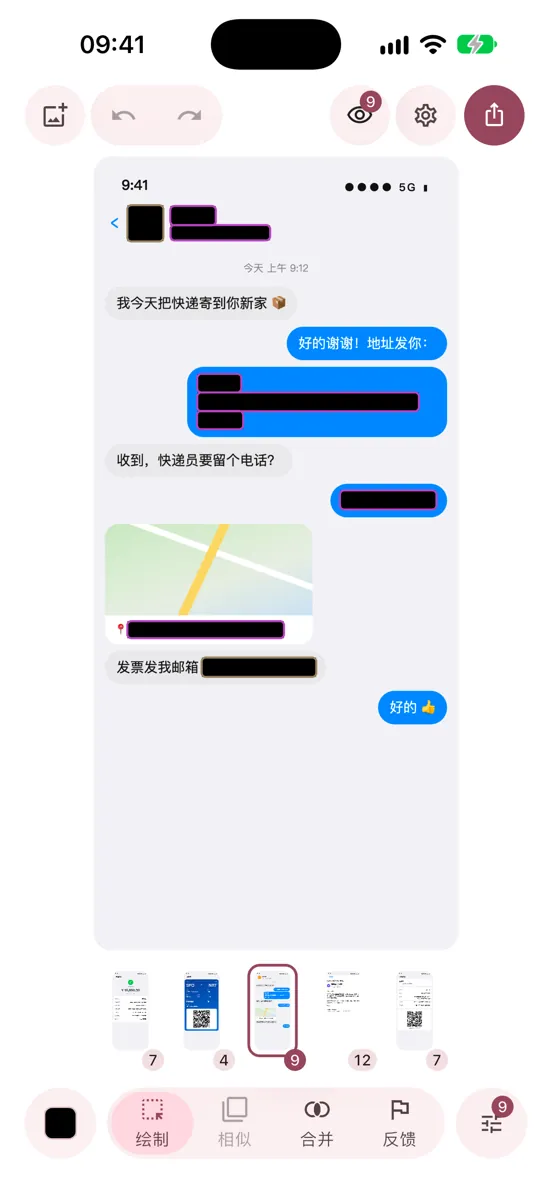 09:41
9
9:41
5G
今天 上午 9:12
我今天把快递寄到你新家 📦
好的谢谢！地址发你：
收到，快递员要留个电话？
📍
发票发我邮箱
好的 👍
7
4
9
12
7
绘制
相似
合并
反馈
9